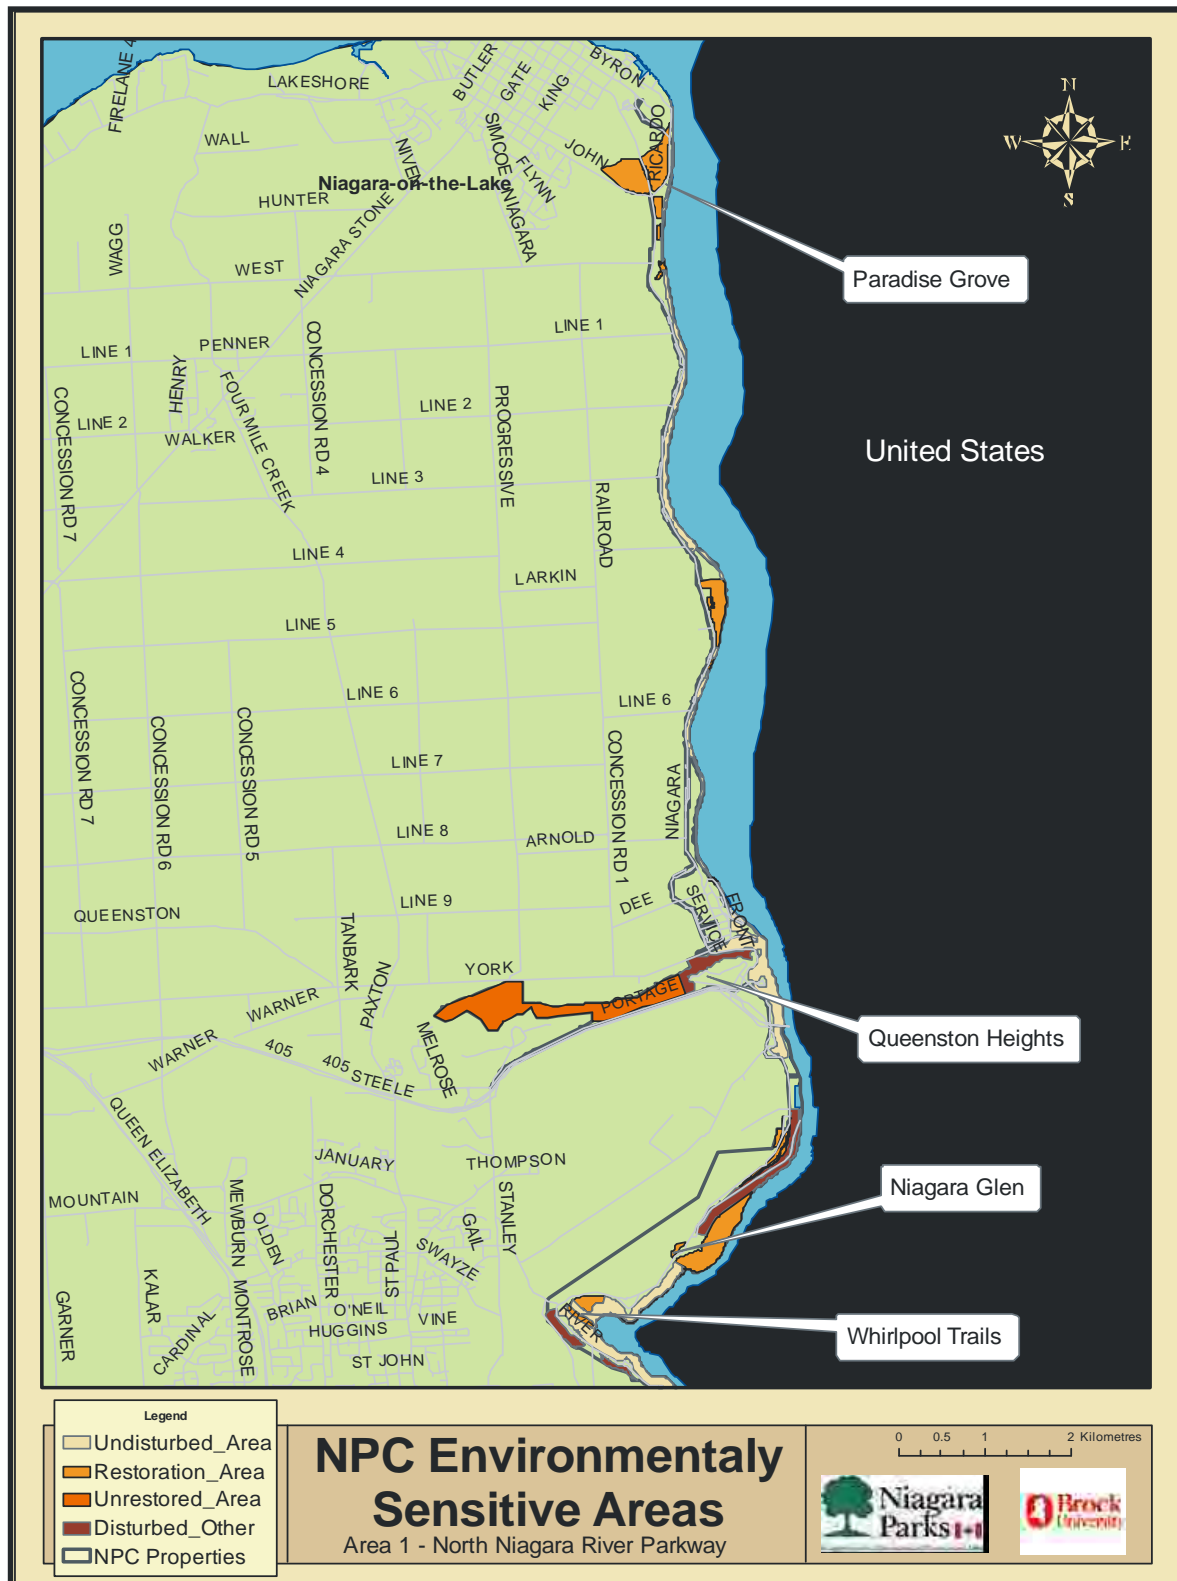 FIRELANE 4
LAKESHORE
BUTLER
GATE
KING
BYRON
N
W
E
S
WALL
NIVEN
SIMCOE
JOHN
RICARDO
FLYNN
Niagara-on-the-Lake
HUNTER
NIAGARA STONE
NIAGARA
WAGG
WEST
Paradise Grove
LINE 1
PENNER
CONCESSION RD 4
LINE 1
HENRY
FOUR MILE CREEK
CONCESSION RD 7
LINE 2
WALKER
LINE 2
PROGRESSIVE
United States
LINE 3
RAILROAD
LINE 4
LARKIN
LINE 5
CONCESSION RD 7
CONCESSION RD 6
CONCESSION RD 5
LINE 6
LINE 6
CONCESSION RD 1
NIAGARA
LINE 7
LINE 8
ARNOLD
QUEENSTON
LINE 9
DEE
SERVICE
FRONT
TANBARK
PAXTON
YORK
WARNER
PORTAGE
WARNER
405
405
STEELE
MELROSE
Queenston Heights
QUEEN ELIZABETH
JANUARY
THOMPSON
MOUNTAIN
MEWBURN
OLDEN
DORCHESTER
ST PAUL
GAIL
STANLEY
SWAYZE
Niagara Glen
GARNER
KALAR
CARDINAL
MONTROSE
BRIAN
O'NEIL
HUGGINS
VINE
ST JOHN
RIVER
Whirlpool Trails
Legend
Undisturbed_Area
Restoration_Area
Unrestored_Area
Disturbed_Other
NPC Properties
NPC Environmentaly
Sensitive Areas
Area 1 - North Niagara River Parkway
0 0.5 1 2 Kilometres
Niagara
Parks
Brock
University